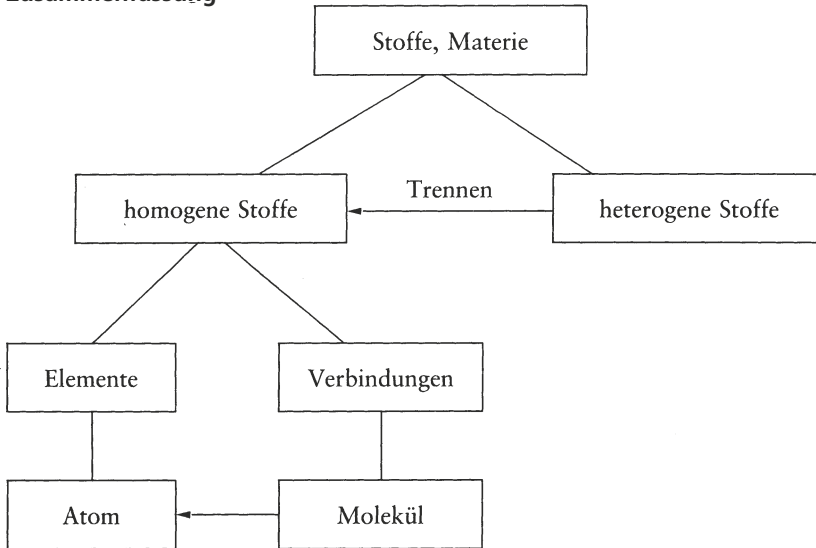 Zusammenfassung
Stoffe, Materie
Trennen
homogene Stoffe
heterogene Stoffe
Elemente
Verbindungen
Atom
Molekül